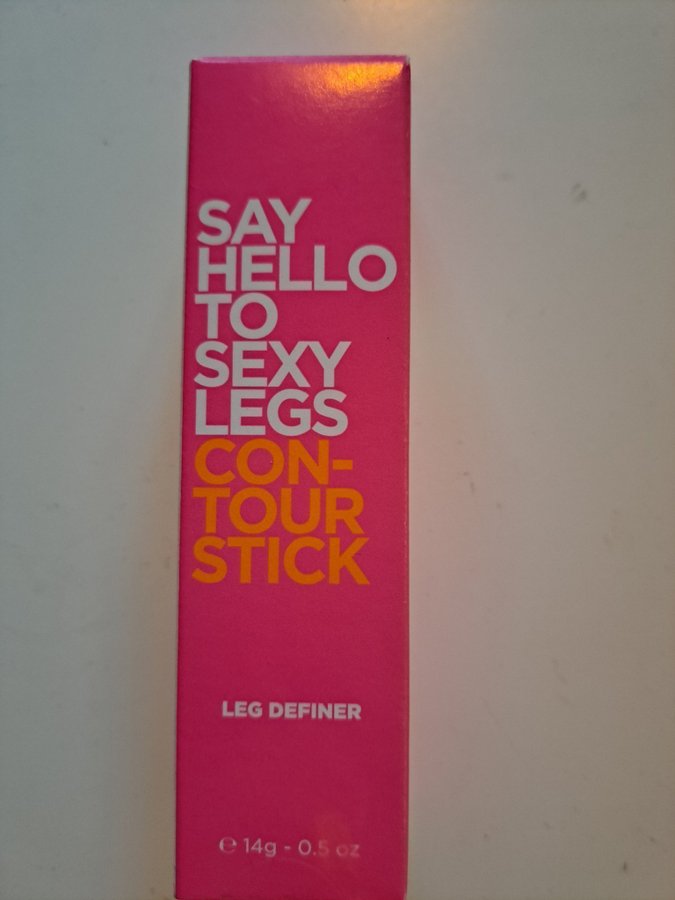 SAY
HELLO
TO
SEXY
LEGS
CON-
TOUR
STICK
LEG DEFINER
℮ 14g - 0.5 oz